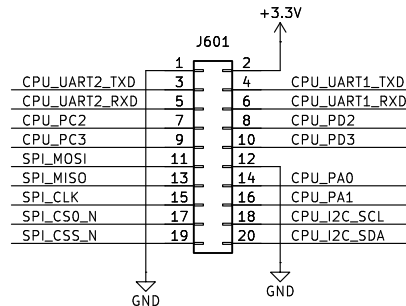 +3.3V
J601
1 2
CPU_UART2_TXD 3 4 CPU_UART1_TXD
CPU_UART2_RXD 5 6 CPU_UART1_RXD
CPU_PC2 7 8 CPU_PD2
CPU_PC3 9 10 CPU_PD3
SPI_MOSI 11 12
SPI_MISO 13 14 CPU_PA0
SPI_CLK 15 16 CPU_PA1
SPI_CS0_N 17 18 CPU_I2C_SCL
SPI_CSS_N 19 20 CPU_I2C_SDA
GND GND